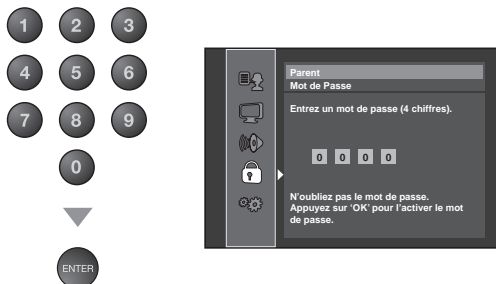 1 2 3
4 5 6
7 8 9
0
ENTER
Parent
Mot de Passe
Entrez un mot de passe (4 chiffres).
0 0 0 0
N'oubliez pas le mot de passe.
Appuyez sur ‘OK’ pour l'activer le mot
de passe.